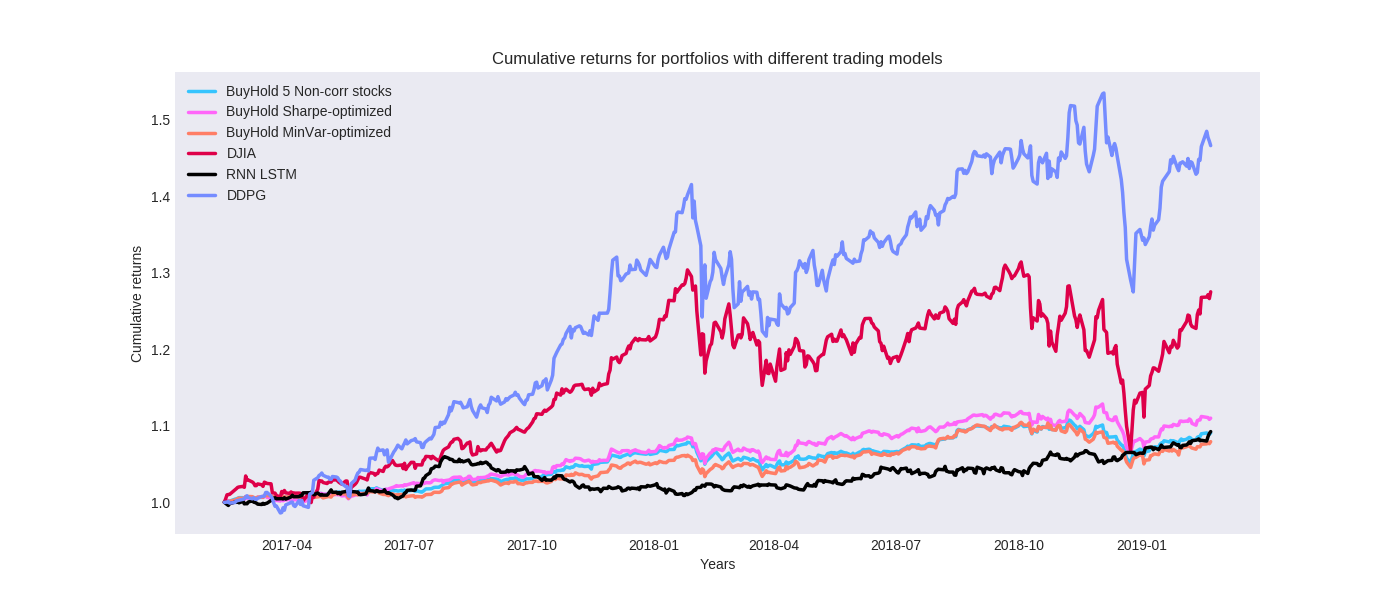 Cumulative returns for portfolios with different trading models
BuyHold 5 Non-corr stocks
BuyHold Sharpe-optimized
BuyHold MinVar-optimized
DJIA
RNN LSTM
DDPG
Cumulative returns
1.5
1.4
1.3
1.2
1.1
1.0
2017-04 2017-07 2017-10 2018-01 2018-04 2018-07 2018-10 2019-01
Years